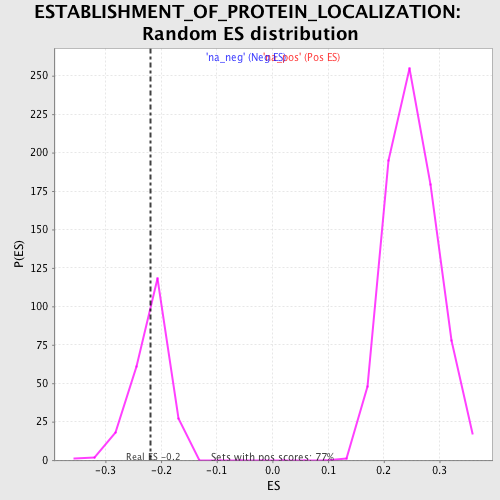 ESTABLISHMENT_OF_PROTEIN_LOCALIZATION:
Random ES distribution
'na_neg' (Neg ES)
'na_pos' (Pos ES)
250
225
200
175
150
125
100
75
50
25
0
P(ES)
Real ES -0.2
Sets with pos scores: 77%
-0.3
-0.2
-0.1
0.0
0.1
0.2
0.3
ES